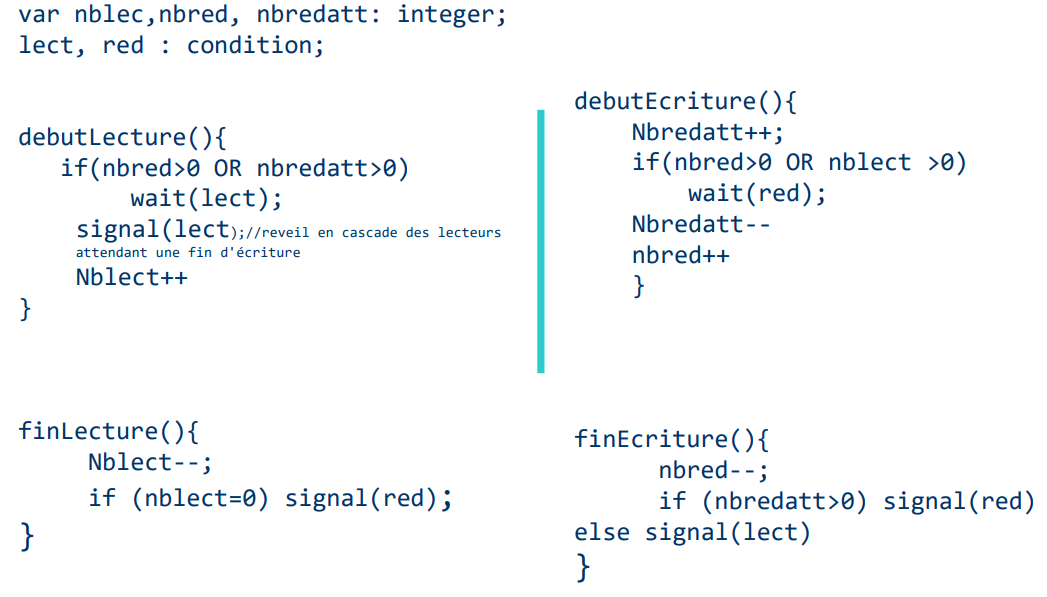 var nblec,nbred, nbredatt: integer;
lect, red : condition;
debutLecture(){
if(nbred>0 OR nbredatt>0)
wait(lect);
signal(lect);//reveil en cascade des lecteurs
attendant une fin d'écriture
Nblect++
}
debutEcriture(){
Nbredatt++;
if(nbred>0 OR nblect >0)
wait(red);
Nbredatt--
nbred++
}
finLecture(){
Nblect--;
if (nblect=0) signal(red);
}
finEcriture(){
nbred--;
if (nbredatt>0) signal(red)
else signal(lect)
}